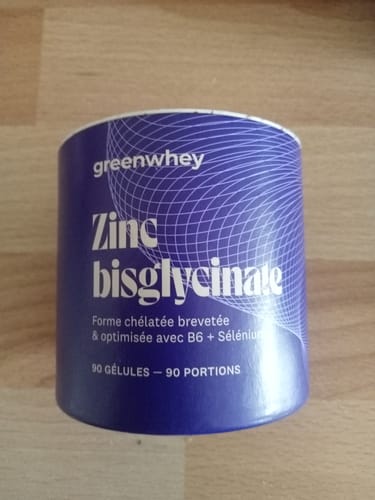 greenwhey
Zinc
bisglycinate
Forme chélatée brevetée
& optimisée avec B6 + Sélénium
90 GÉLULES — 90 PORTIONS